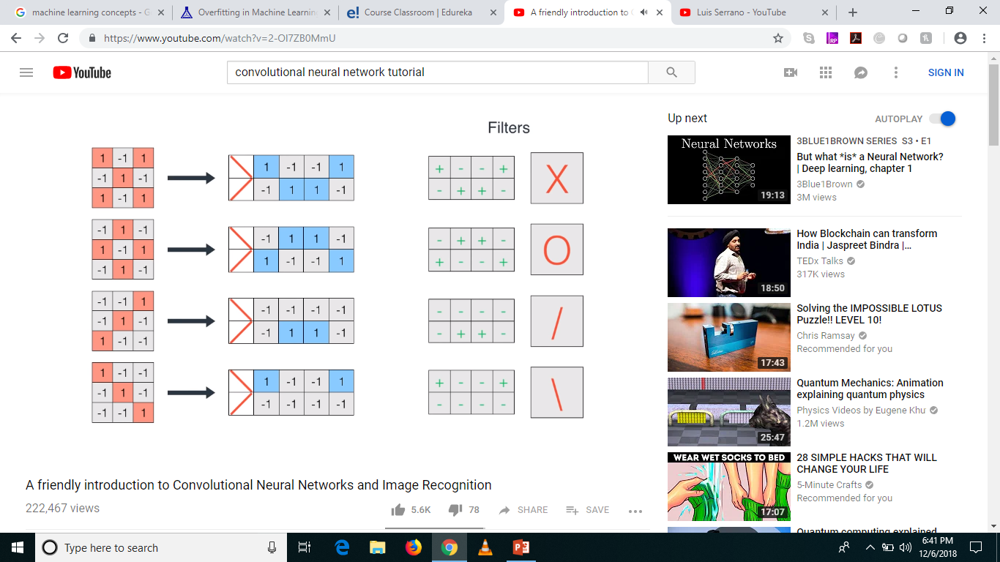 machine learning concepts - G
Overfitting in Machine Learnin
Course Classroom | Edureka
A friendly introduction to C
Luis Serrano - YouTube
https://www.youtube.com/watch?v=2-OI7ZB0MmU
YouTube
convolutional neural network tutorial
SIGN IN
Filters
1 -1 1
-1 1 -1
1 -1 1
1 -1 -1 1
-1 1 1 -1
+ - - +
- + + -
X
-1 1 -1
1 -1 1
-1 1 -1
-1 1 1 -1
1 -1 -1 1
- + + -
+ - - +
O
-1 -1 1
-1 1 -1
1 -1 -1
-1 -1 -1 -1
-1 1 1 -1
- - - -
- + + -
/
1 -1 -1
-1 1 -1
-1 -1 1
1 -1 -1 1
-1 -1 -1 -1
+ - - +
- - - -
\
A friendly introduction to Convolutional Neural Networks and Image Recognition
222,467 views
5.6K
78
SHARE
SAVE
Up next
AUTOPLAY
Neural Networks
19:13
3BLUE1BROWN SERIES S3 • E1
But what *is* a Neural Network?
| Deep learning, chapter 1
3Blue1Brown
3M views
18:50
How Blockchain can transform
India | Jaspreet Bindra |...
TEDx Talks
317K views
17:43
Solving the IMPOSSIBLE LOTUS
Puzzle!! LEVEL 10!
Chris Ramsay
Recommended for you
25:47
Quantum Mechanics: Animation
explaining quantum physics
Physics Videos by Eugene Khu
1.2M views
WEAR WET SOCKS TO BED
17:07
28 SIMPLE HACKS THAT WILL
CHANGE YOUR LIFE
5-Minute Crafts
Recommended for you
Quantum computing explained
Type here to search
6:41 PM
12/6/2018